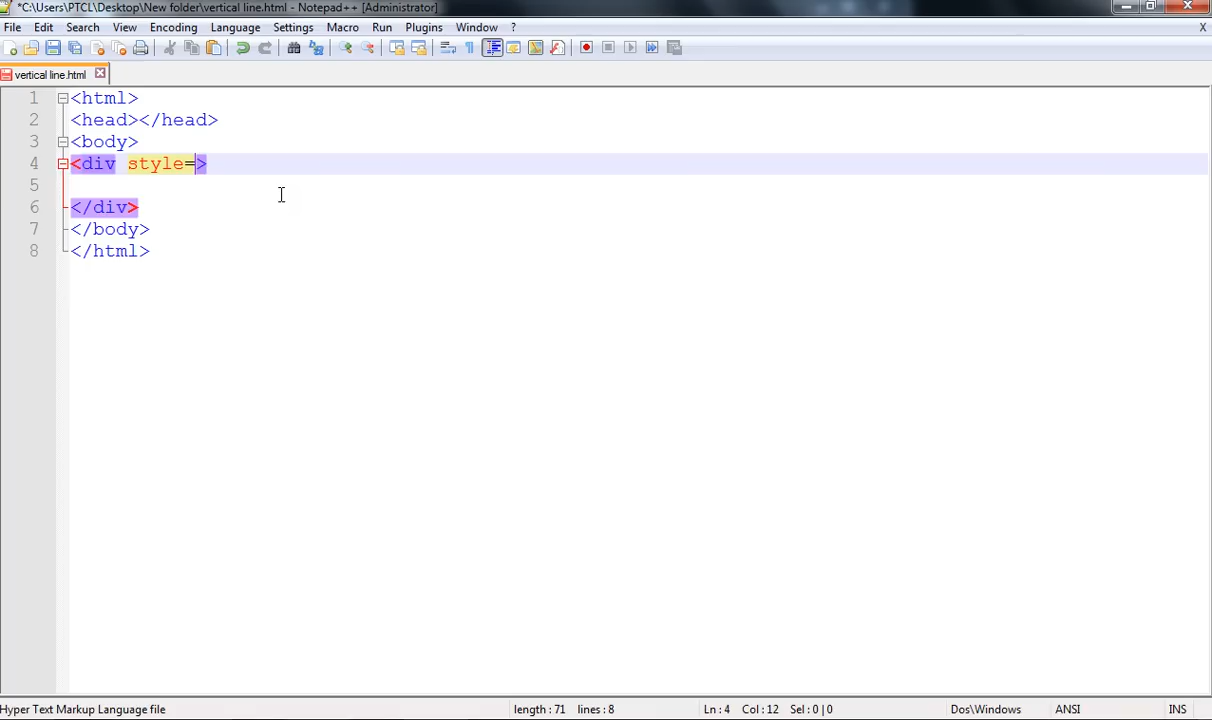 *C:\Users\PTCL\Desktop\New folder\vertical line.html - Notepad++ [Administrator]
File Edit Search View Encoding Language Settings Macro Run Plugins Window ? X
vertical line.html
1 <html>
2 <head></head>
3 <body>
4 <div style=>
5
6 </div>
7 </body>
8 </html>
Hyper Text Markup Language file length : 71 lines : 8 Ln : 4 Col : 12 Sel : 0 | 0 Dos\Windows ANSI INS